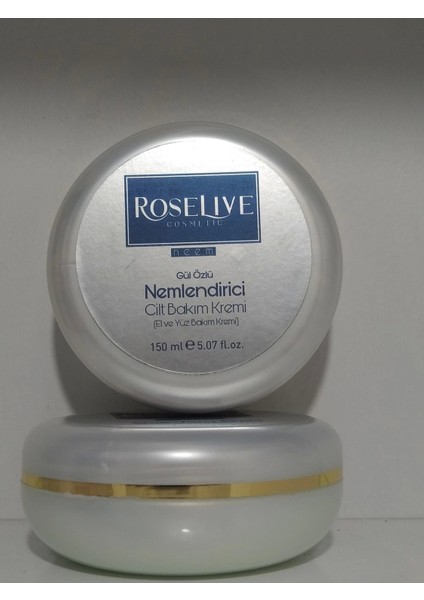 ROSELIVE
COSMETIC
neem
Gül Özlü
Nemlendirici
Cilt Bakım Kremi
(El ve Yüz Bakım Kremi)
150 ml e 5.07 fl.oz.